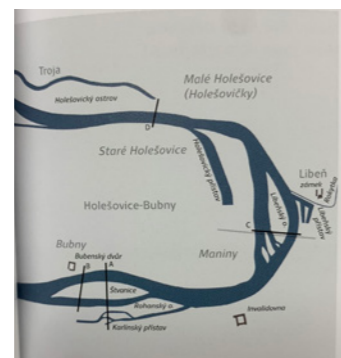 Troja
Malé Holešovice
(Holešovičky)
Holešovický ostrov
D
Staré Holešovice
Holešovický přístav
Libeň
zámek
Rokytka
Holešovice-Bubny
Libeňský o.
Libeňský
přístav
C
Bubny
Maniny
Bubenský dvůr
B
A
Štvanice
Rohanský o.
Invalidovna
Karlínský přístav